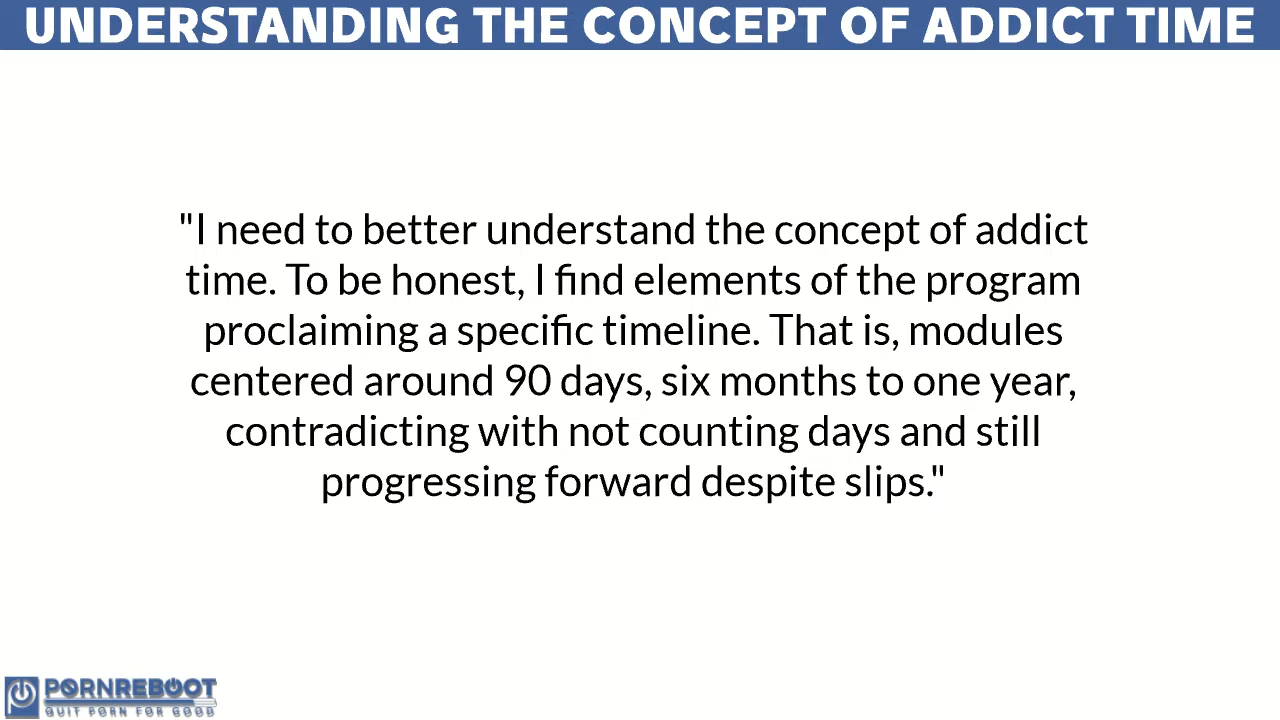 UNDERSTANDING THE CONCEPT OF ADDICT TIME
"I need to better understand the concept of addict
time. To be honest, I find elements of the program
proclaiming a specific timeline. That is, modules
centered around 90 days, six months to one year,
contradicting with not counting days and still
progressing forward despite slips."
PORNREBOOT
QUIT PORN FOR GOOD